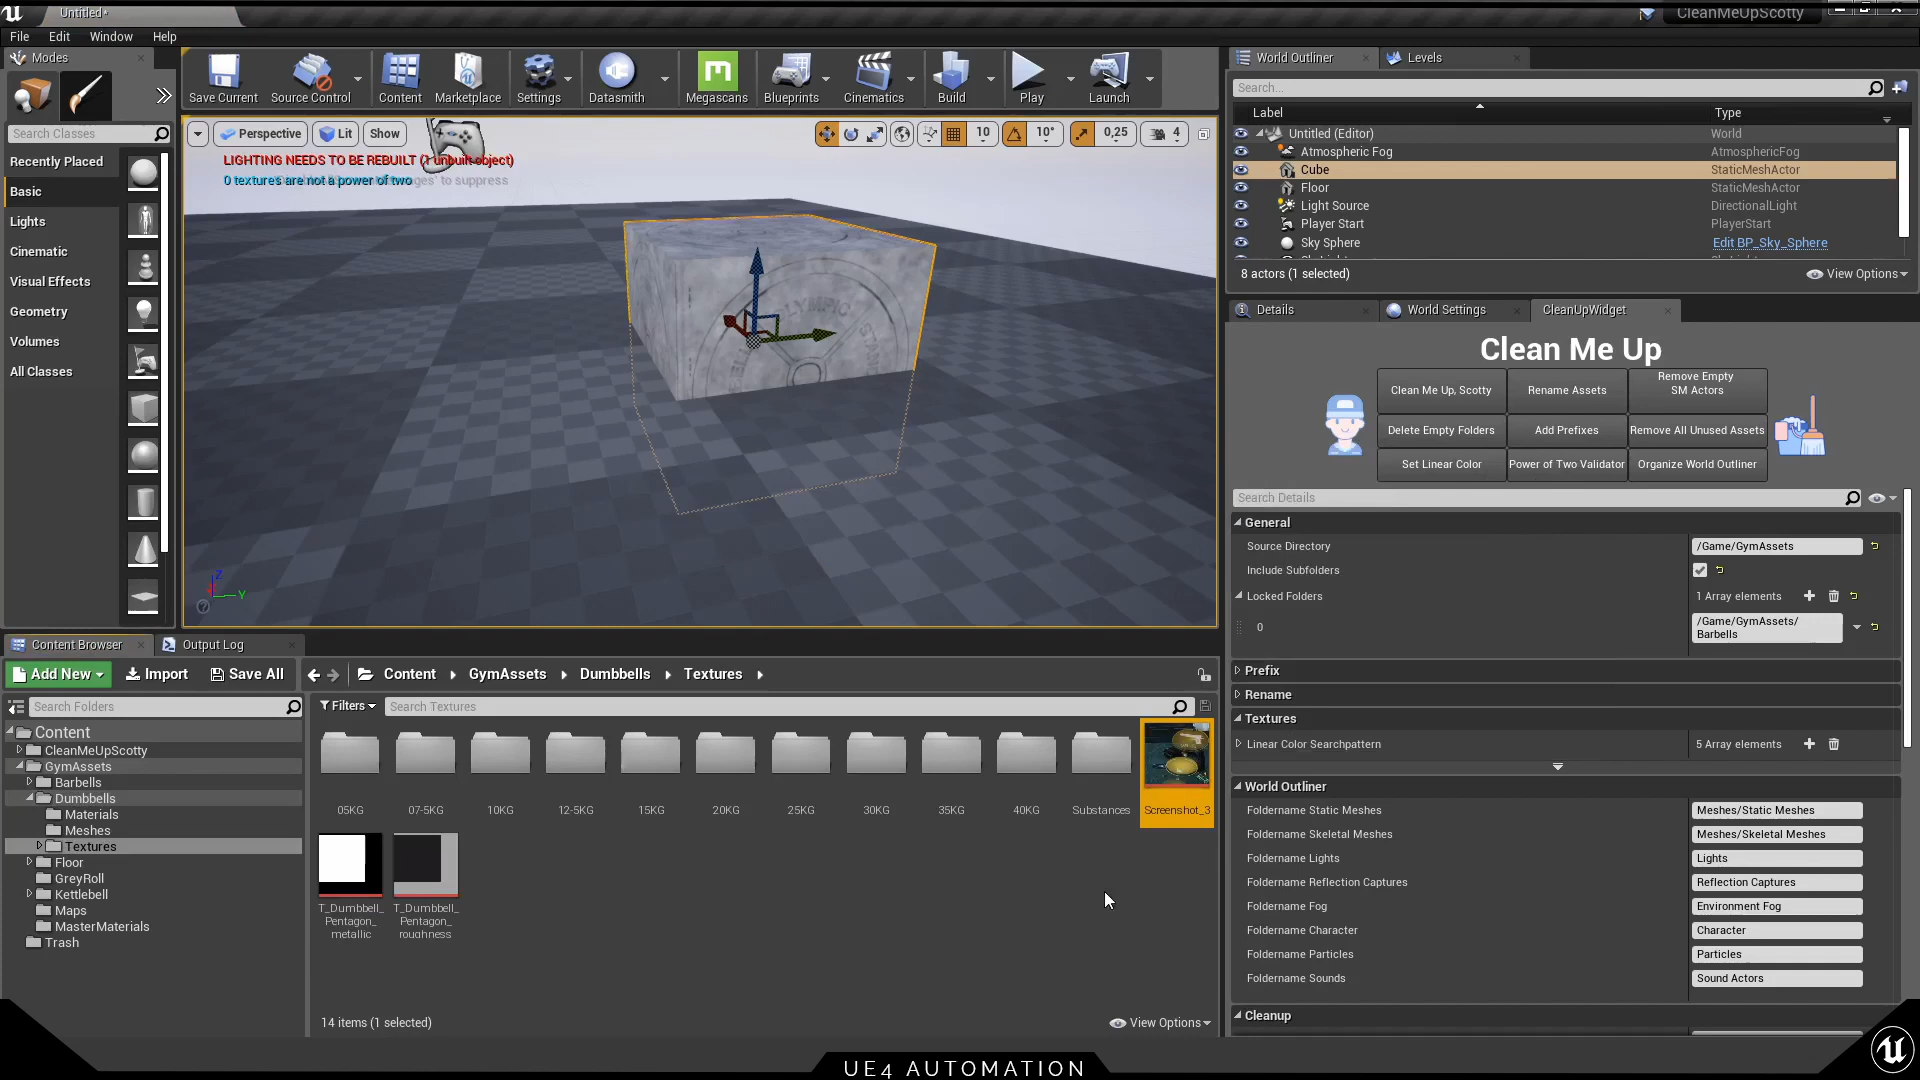 Untitled*
CleanMeUpScotty
File Edit Window Help
Modes
Search Classes
Recently Placed
Basic
Lights
Cinematic
Visual Effects
Geometry
Volumes
All Classes
Save Current Source Control Content Marketplace Settings Datasmith Megascans Blueprints Cinematics Build Play Launch
Perspective Lit Show 10 10° 0,25 4
LIGHTING NEEDS TO BE REBUILT (1 unbuilt object)
0 textures are not a power of two
to suppress
OLYMPIC
Z
Y
World Outliner Levels
Search...
Label Type
Untitled (Editor) World
Atmospheric Fog AtmosphericFog
Cube StaticMeshActor
Floor StaticMeshActor
Light Source DirectionalLight
Player Start PlayerStart
Sky Sphere Edit BP_Sky_Sphere
8 actors (1 selected) View Options
Details World Settings CleanUpWidget
Clean Me Up
Clean Me Up, Scotty Rename Assets Remove Empty
SM Actors
Delete Empty Folders Add Prefixes Remove All Unused Assets
Set Linear Color Power of Two Validator Organize World Outliner
Search Details
General
Source Directory /Game/GymAssets
Include Subfolders
Locked Folders 1 Array elements
0 /Game/GymAssets/
Barbells
Prefix
Rename
Textures
Linear Color Searchpattern 5 Array elements
World Outliner
Foldername Static Meshes Meshes/Static Meshes
Foldername Skeletal Meshes Meshes/Skeletal Meshes
Foldername Lights Lights
Foldername Reflection Captures Reflection Captures
Foldername Fog Environment Fog
Foldername Character Character
Foldername Particles Particles
Foldername Sounds Sound Actors
Cleanup
Content Browser Output Log
Add New Import Save All Content GymAssets Dumbbells Textures
Search Folders
Filters Search Textures
Content
CleanMeUpScotty
GymAssets
Barbells
Dumbbells
Materials
Meshes
Textures
Floor
GreyRoll
Kettlebell
Maps
MasterMaterials
Trash
05KG 07-5KG 10KG 12-5KG 15KG 20KG 25KG 30KG 35KG 40KG Substances Screenshot_3
T_Dumbbell_
Pentagon_
metallic
T_Dumbbell_
Pentagon_
roughness
14 items (1 selected) View Options
UE4 AUTOMATION